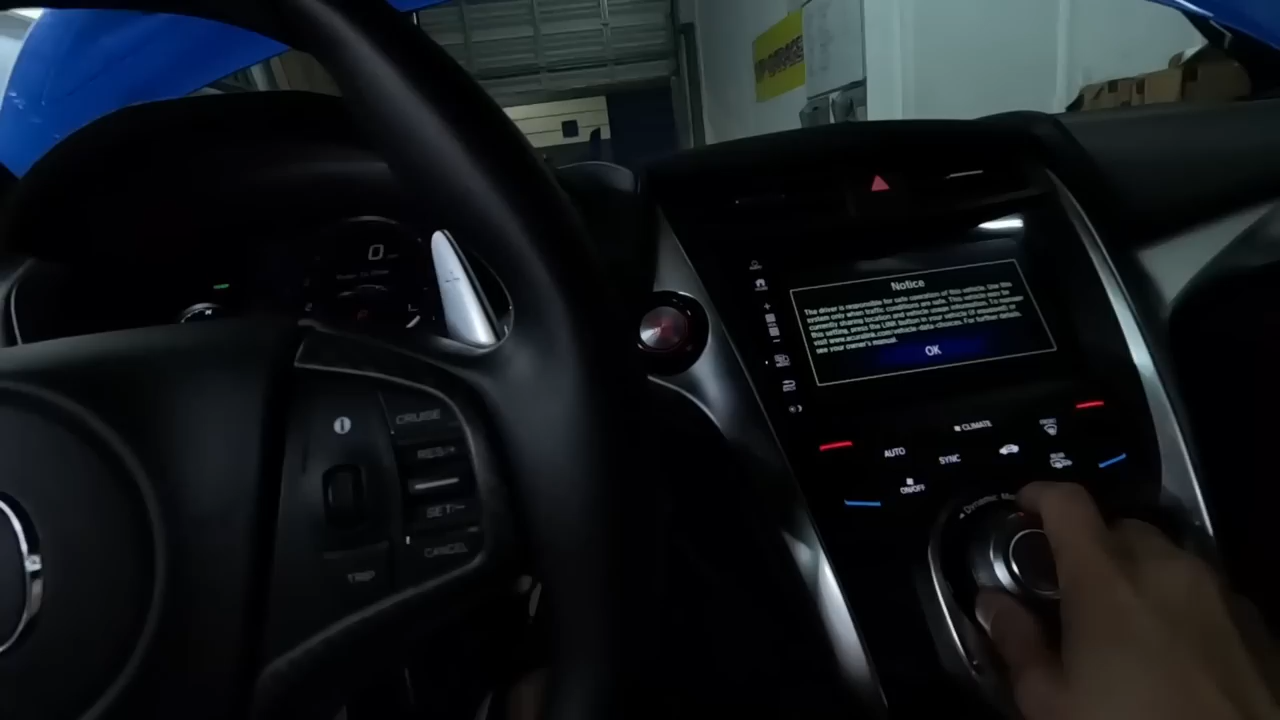 0
Notice
The driver is responsible for safe operation of this vehicle. Use this
system only when traffic conditions are safe. This vehicle may be
currently sharing location and vehicle usage information. To manage
this setting, press the LINK button in your vehicle (if equipped) or
visit www.acuralink.com/vehicle-data-choices. For further details,
see your owner's manual.
OK
CRUISE
RES/+
SET/-
CANCEL
TRIP
CLIMATE
AUTO
SYNC
FRONT
REAR
ON/OFF
Dynamic